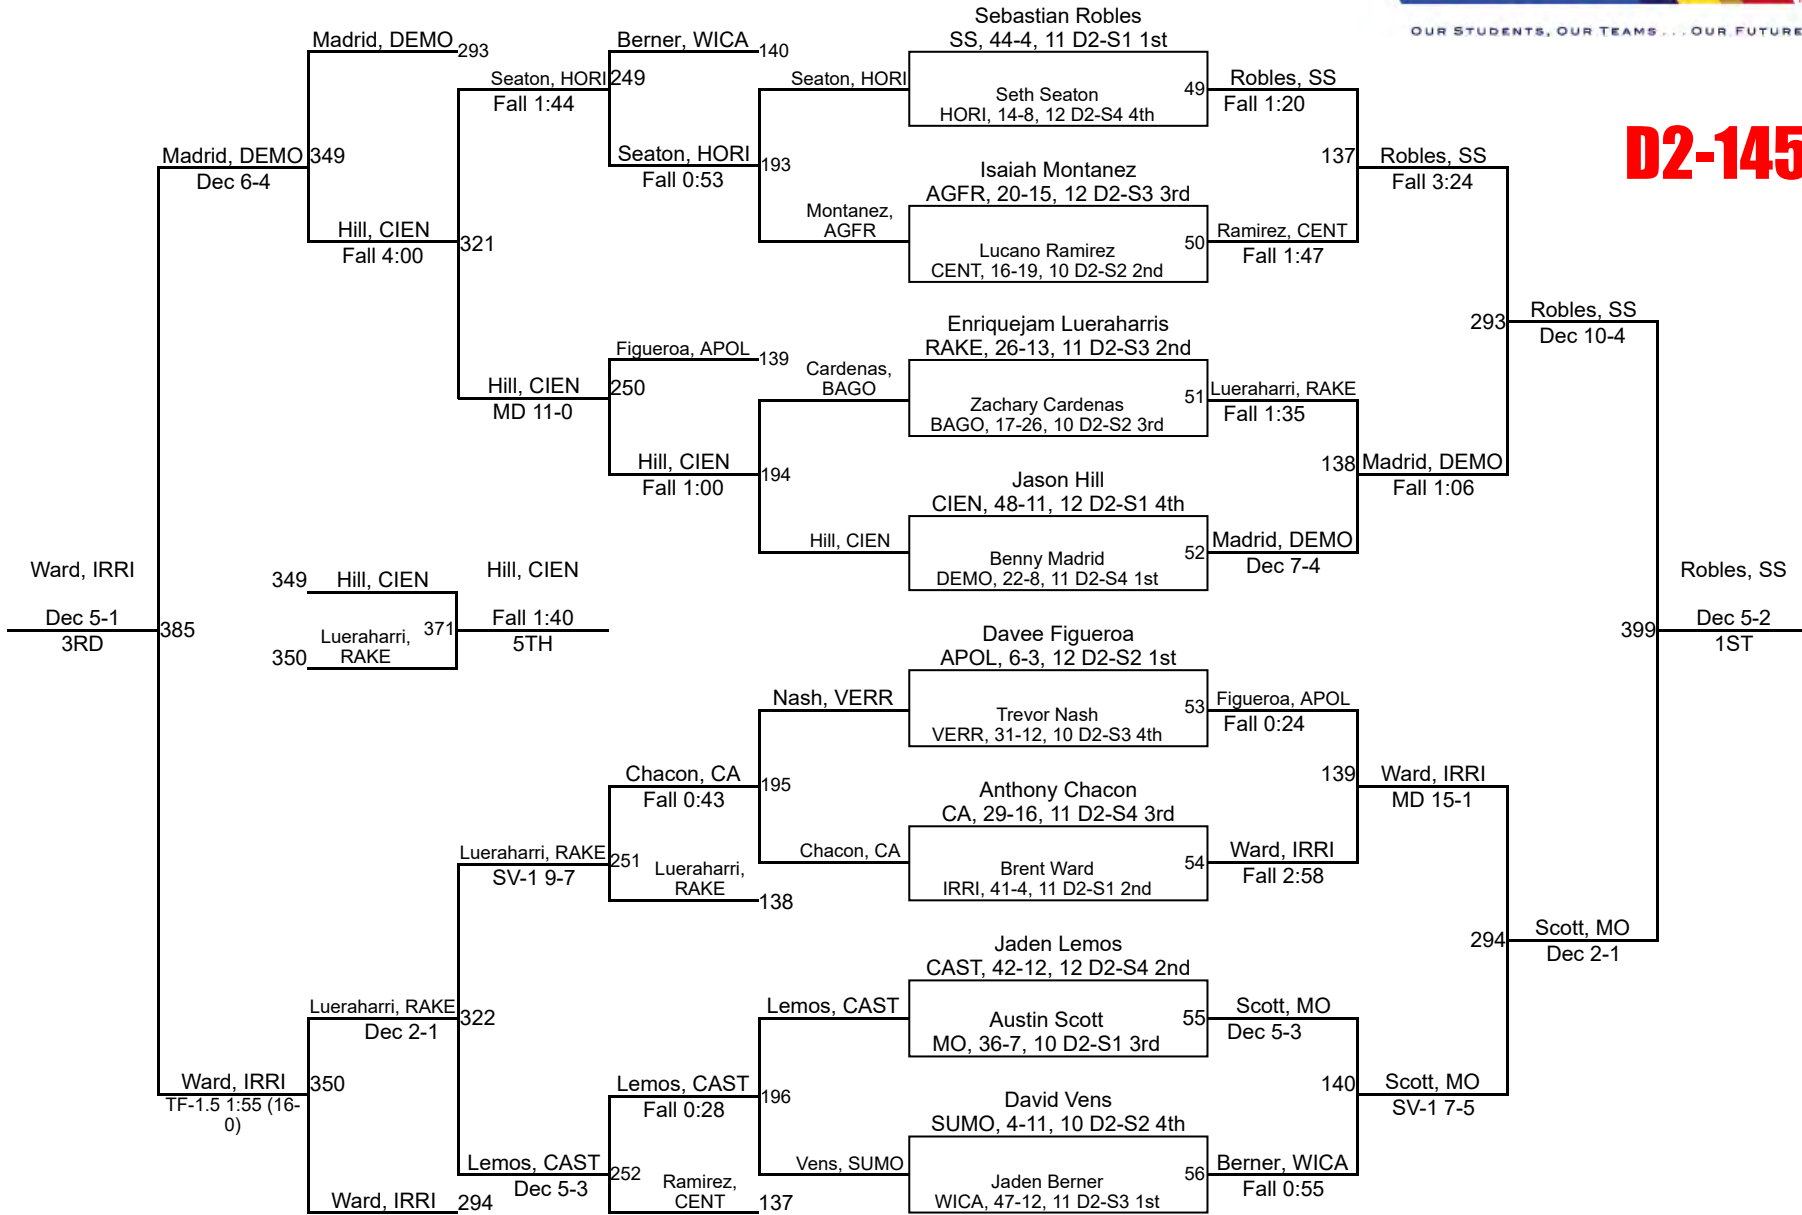 OUR STUDENTS, OUR TEAMS . . . OUR FUTURE
D2-145
Madrid, DEMO
293
Seaton, HORI
Fall 1:44
Madrid, DEMO
Dec 6-4
349
Hill, CIEN
Fall 4:00
321
Berner, WICA
140
249
Seaton, HORI
Fall 0:53
193
Seaton, HORI
Montanez,
AGFR
Figueroa, APOL
139
Hill, CIEN
MD 11-0
250
Hill, CIEN
Fall 1:00
194
Cardenas,
BAGO
Hill, CIEN
Sebastian Robles
SS, 44-4, 11 D2-S1 1st
Seth Seaton
HORI, 14-8, 12 D2-S4 4th
49
Robles, SS
Fall 1:20
Isaiah Montanez
AGFR, 20-15, 12 D2-S3 3rd
Lucano Ramirez
CENT, 16-19, 10 D2-S2 2nd
50
Ramirez, CENT
Fall 1:47
137
Robles, SS
Fall 3:24
Enriquejam Lueraharris
RAKE, 26-13, 11 D2-S3 2nd
Zachary Cardenas
BAGO, 17-26, 10 D2-S2 3rd
51
Lueraharri, RAKE
Fall 1:35
Jason Hill
CIEN, 48-11, 12 D2-S1 4th
Benny Madrid
DEMO, 22-8, 11 D2-S4 1st
52
Madrid, DEMO
Dec 7-4
138
Madrid, DEMO
Fall 1:06
293
Robles, SS
Dec 10-4
Ward, IRRI
Dec 5-1
3RD
385
349
Hill, CIEN
350
Lueraharri,
RAKE
371
Hill, CIEN
Fall 1:40
5TH
399
Robles, SS
Dec 5-2
1ST
Davee Figueroa
APOL, 6-3, 12 D2-S2 1st
Trevor Nash
VERR, 31-12, 10 D2-S3 4th
53
Figueroa, APOL
Fall 0:24
Anthony Chacon
CA, 29-16, 11 D2-S4 3rd
Brent Ward
IRRI, 41-4, 11 D2-S1 2nd
54
Ward, IRRI
Fall 2:58
139
Ward, IRRI
MD 15-1
Nash, VERR
Chacon, CA
195
Chacon, CA
Fall 0:43
Lueraharri,
RAKE
138
251
Lueraharri, RAKE
SV-1 9-7
Jaden Lemos
CAST, 42-12, 12 D2-S4 2nd
Austin Scott
MO, 36-7, 10 D2-S1 3rd
55
Scott, MO
Dec 5-3
David Vens
SUMO, 4-11, 10 D2-S2 4th
Jaden Berner
WICA, 47-12, 11 D2-S3 1st
56
Berner, WICA
Fall 0:55
140
Scott, MO
SV-1 7-5
294
Scott, MO
Dec 2-1
Lemos, CAST
Vens, SUMO
196
Lemos, CAST
Fall 0:28
Ramirez,
CENT
137
252
Lemos, CAST
Dec 5-3
322
Lueraharri, RAKE
Dec 2-1
350
Ward, IRRI
TF-1.5 1:55 (16-
0)
Ward, IRRI
294